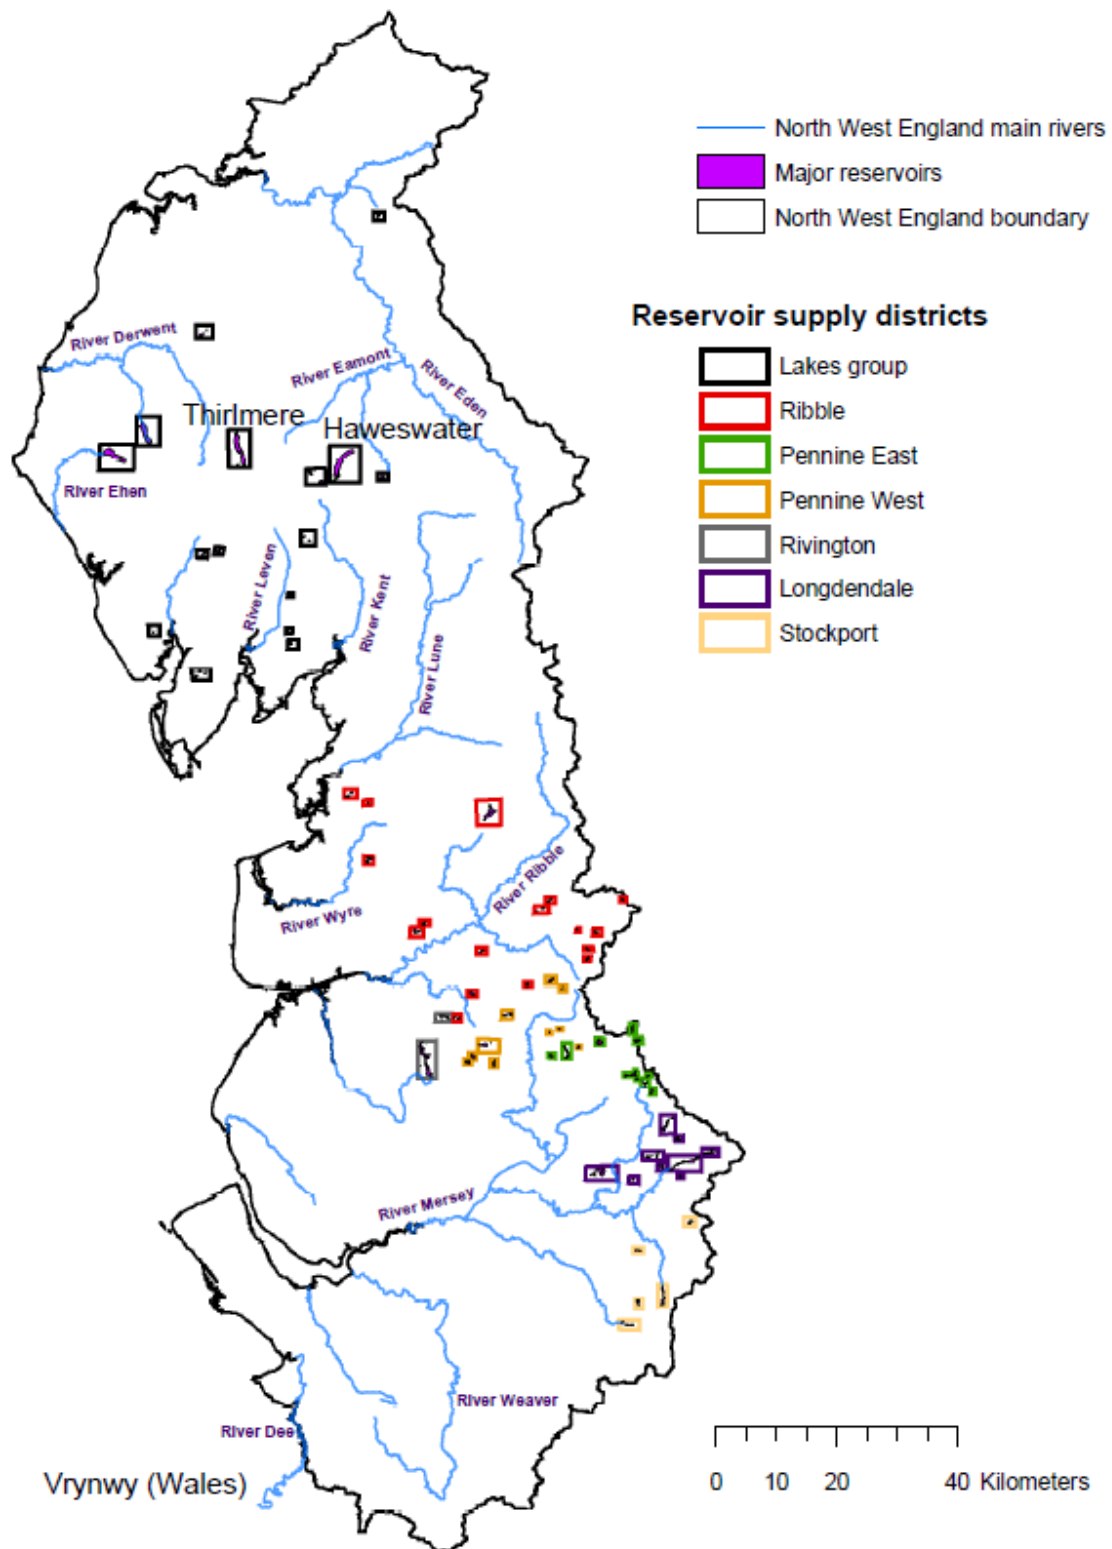 North West England main rivers
Major reservoirs
North West England boundary
Reservoir supply districts
Lakes group
Ribble
Pennine East
Pennine West
Rivington
Longdendale
Stockport
River Derwent
River Eamont
River Eden
Thirlmere
Haweswater
River Ehen
River Leven
River Kent
River Lune
River Ribble
River Wyre
River Mersey
River Weaver
River Dee
Vrynwy (Wales)
0 10 20 40 Kilometers